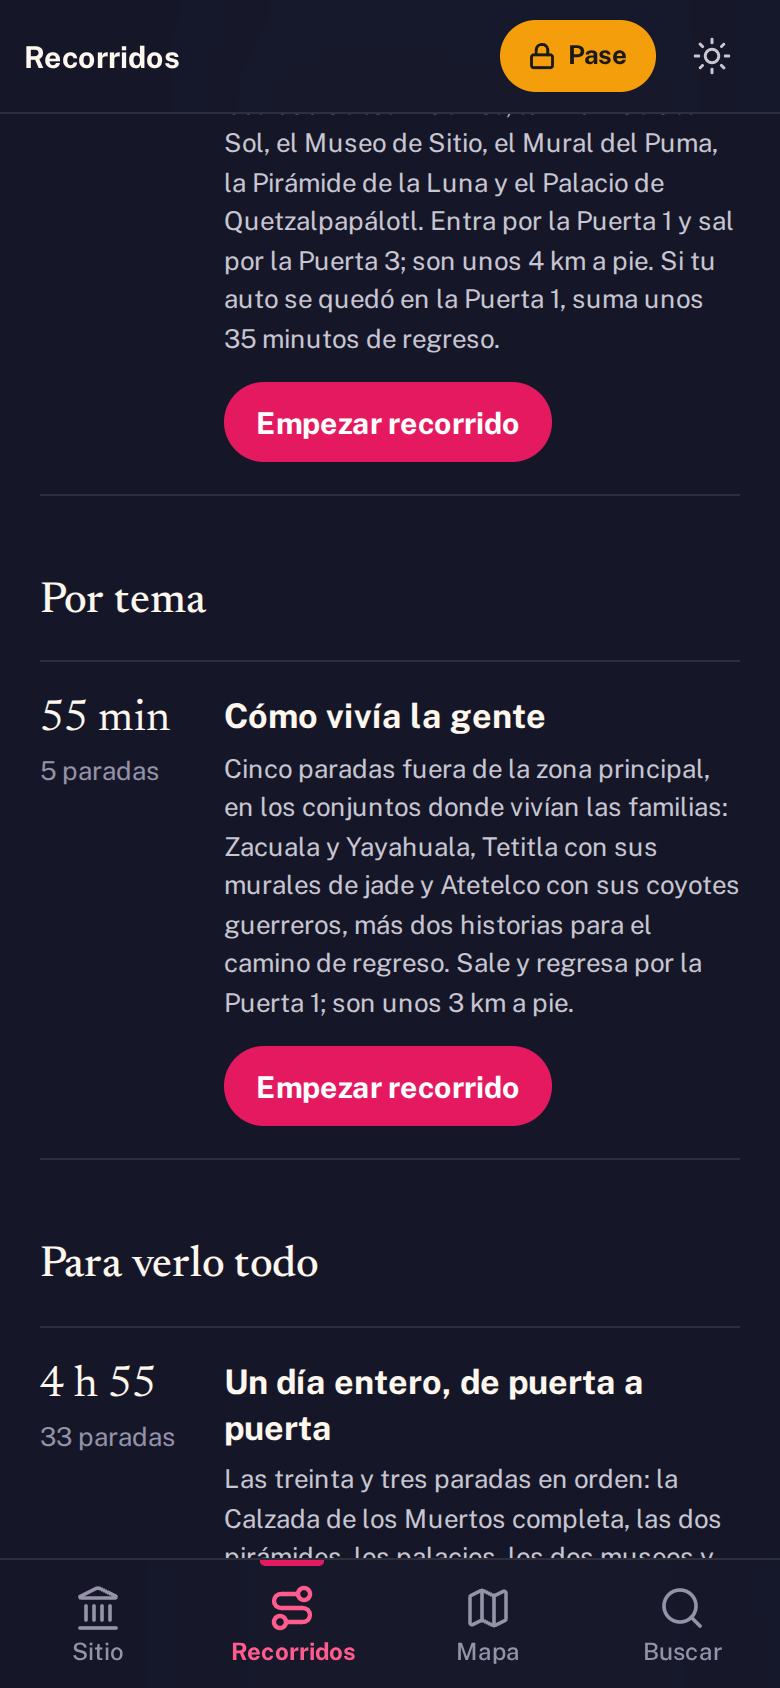 Recorridos
Pase
Sol, el Museo de Sitio, el Mural del Puma,
la Pirámide de la Luna y el Palacio de
Quetzalpapálotl. Entra por la Puerta 1 y sal
por la Puerta 3; son unos 4 km a pie. Si tu
auto se quedó en la Puerta 1, suma unos
35 minutos de regreso.
Empezar recorrido
Por tema
55 min
5 paradas
Cómo vivía la gente
Cinco paradas fuera de la zona principal,
en los conjuntos donde vivían las familias:
Zacuala y Yayahuala, Tetitla con sus
murales de jade y Atetelco con sus coyotes
guerreros, más dos historias para el
camino de regreso. Sale y regresa por la
Puerta 1; son unos 3 km a pie.
Empezar recorrido
Para verlo todo
4 h 55
33 paradas
Un día entero, de puerta a
puerta
Las treinta y tres paradas en orden: la
Calzada de los Muertos completa, las dos
pirámides, los palacios, los dos museos y
Sitio
Recorridos
Mapa
Buscar